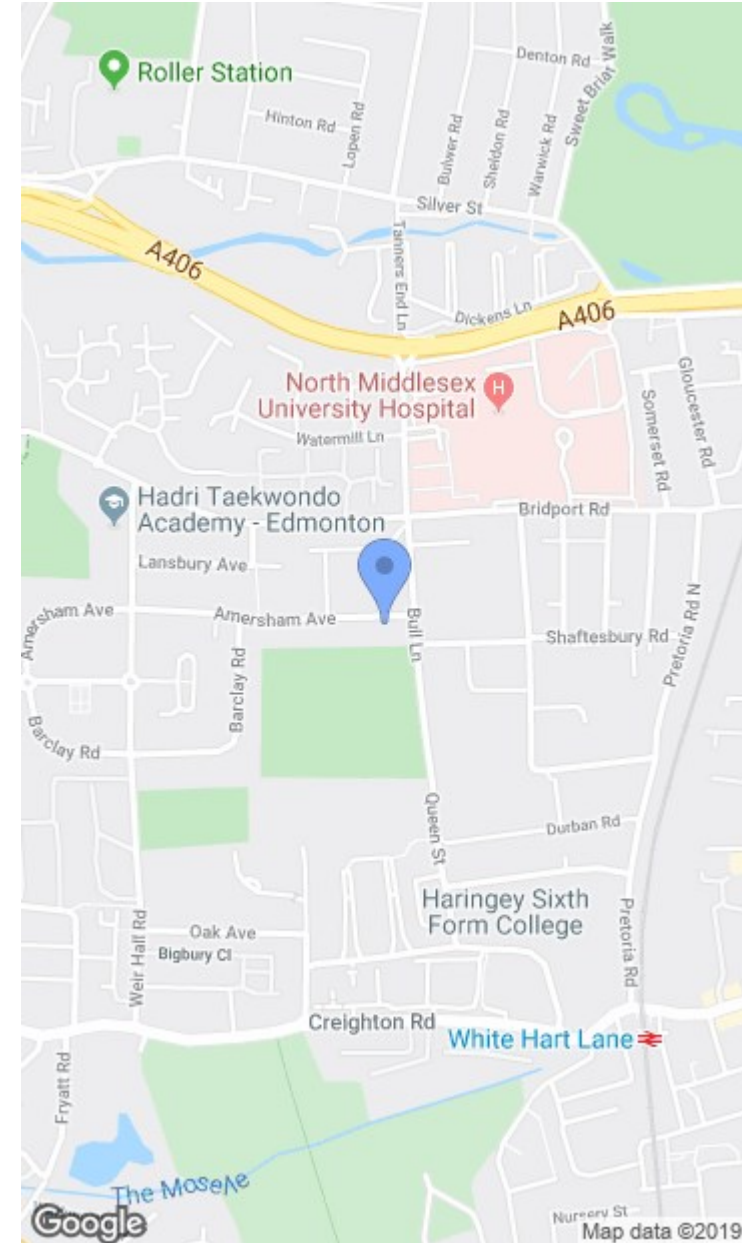 Denton Rd
Sweet Briar Walk
Roller Station
Hinton Rd
Lopen Rd
Bulwer Rd
Sheldon Rd
Warwick Rd
Silver St
Tanners End Ln
A406
Dickens Ln
A406
North Middlesex
University Hospital
H
Gloucester Rd
Somerset Rd
Watermill Ln
Hadri Taekwondo
Academy - Edmonton
Bridport Rd
Lansbury Ave
Amersham Ave
Amersham Ave
Bull Ln
Shaftesbury Rd
Pretoria Rd N
Barclay Rd
Barclay Rd
Queen St
Durban Rd
Haringey Sixth
Form College
Pretoria Rd
Weir Hall Rd
Oak Ave
Bigbury Cl
Creighton Rd
White Hart Lane
Fryatt Rd
The Moselle
Nursery St
Google
Map data ©2019